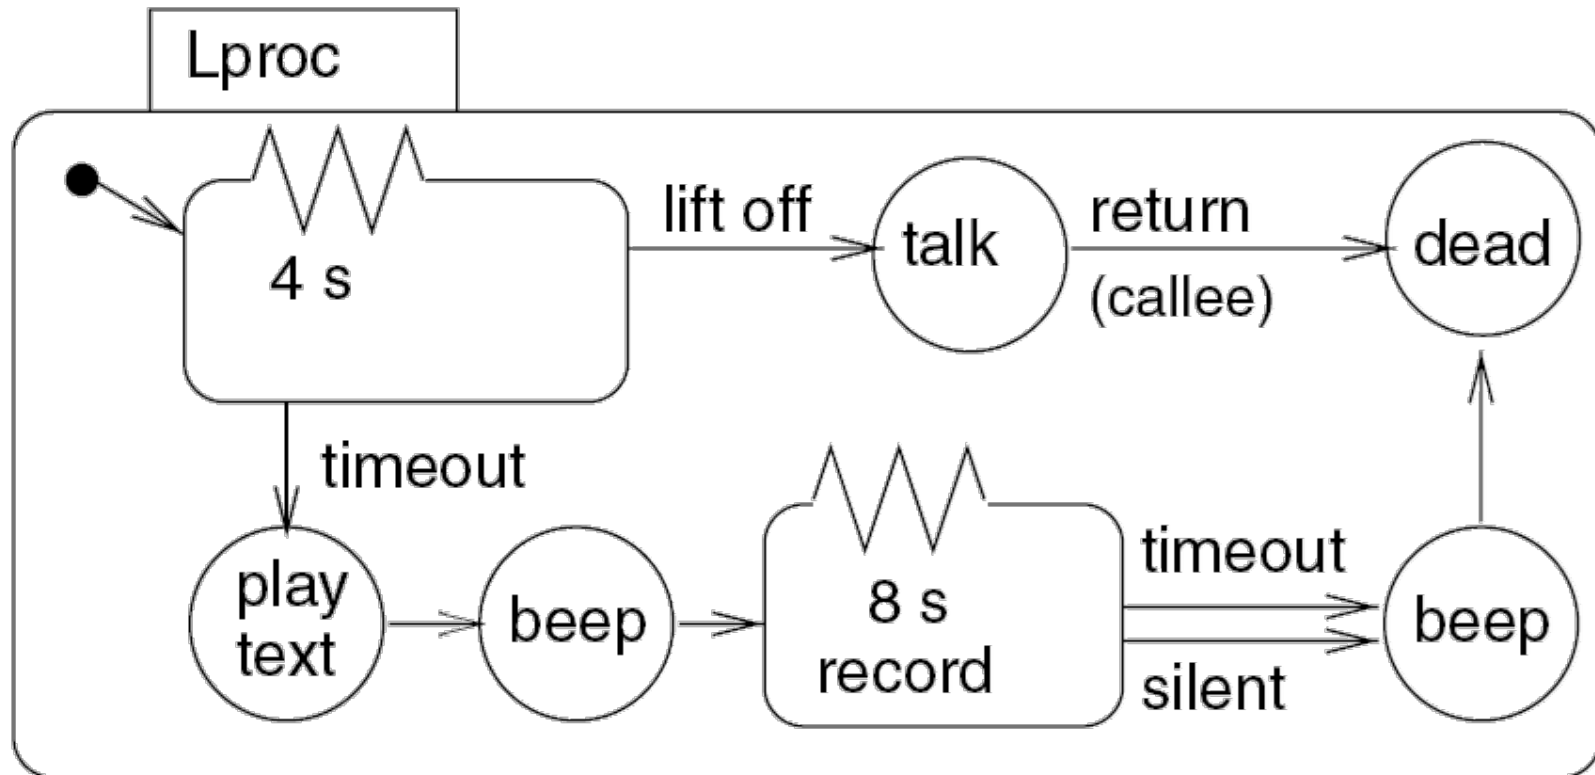 Lproc
4 s
lift off
talk
return
(callee)
dead
timeout
play
text
beep
8 s
record
timeout
silent
beep